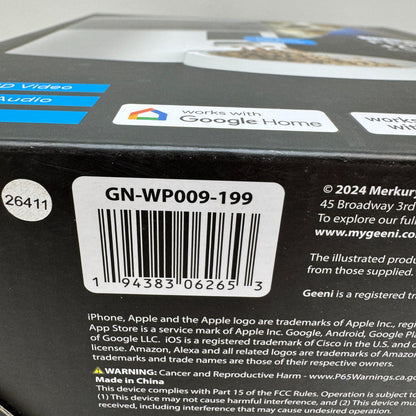 D Video
Audio
works with
Google Home
works
26411
GN-WP009-199
1 94383 06265 3
© 2024 Merkury
45 Broadway 3rd
To explore our full
www.mygeeni.com
The illustrated produ
from those supplied.
Geeni is a registered tra
iPhone, Apple and the Apple logo are trademarks of Apple Inc., reg
App Store is a service mark of Apple Inc. Google, Android, Google Pl
of Google LLC. IOS is a registered trademark of Cisco in the U.S. and o
license. Amazon, Alexa and all related logos are trademarks of Amazon
trademarks and trade names are those of their respective owners.
WARNING: Cancer and Reproductive Harm - www.P65Warnings.ca.go
Made in China
This device complies with Part 15 of the FCC Rules. Operation is subject t
(1) This device may not cause harmful interference, and (2) This device mu
received, including interference that may cause undesired operation.